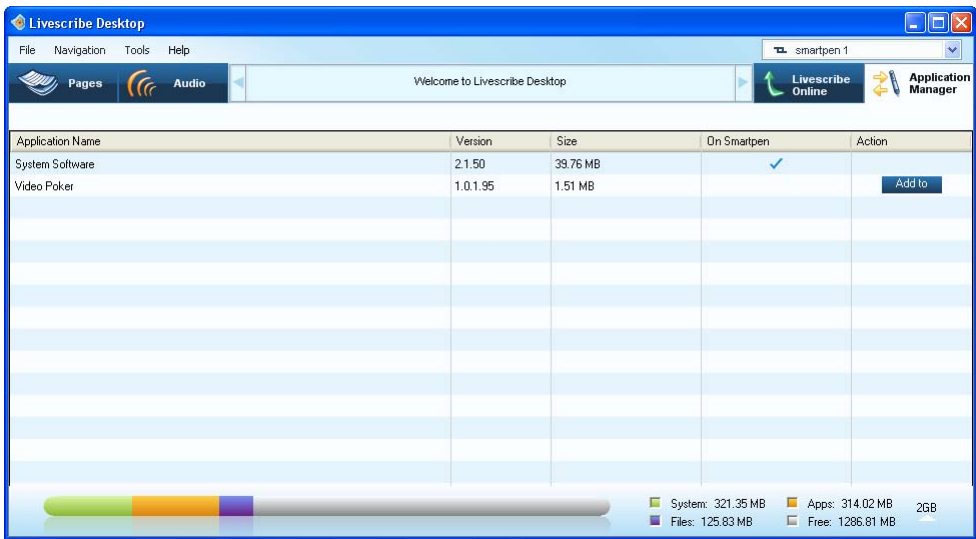 Livescribe Desktop
File Navigation Tools Help smartpen 1
Pages Audio Welcome to Livescribe Desktop Livescribe Online Application Manager
Application Name Version Size On Smartpen Action
System Software 2.1.50 39.76 MB
Video Poker 1.0.1.95 1.51 MB Add to
System: 321.35 MB Apps: 314.02 MB 2GB
Files: 125.83 MB Free: 1286.81 MB